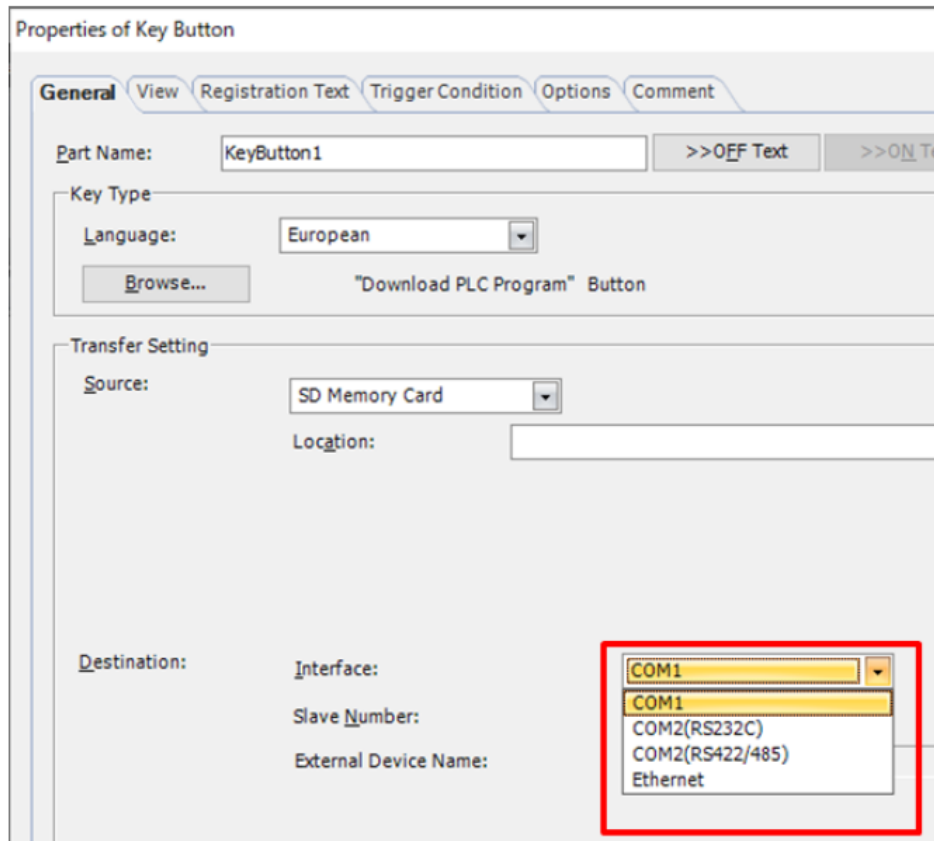 Properties of Key Button
General View Registration Text Trigger Condition Options Comment
Part Name: KeyButton1 >>OFF Text >>ON Te
Key Type
Language: European
Browse... "Download PLC Program" Button
Transfer Setting
Source: SD Memory Card
Location:
Destination: Interface: COM1
COM1
Slave Number: COM2(RS232C)
COM2(RS422/485)
External Device Name: Ethernet